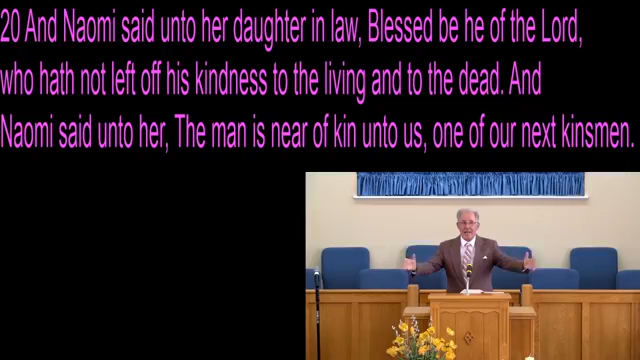 20 And Naomi said unto her daughter in law, Blessed be he of the Lord,
who hath not left off his kindness to the living and to the dead. And
Naomi said unto her, The man is near of kin unto us, one of our next kinsmen.